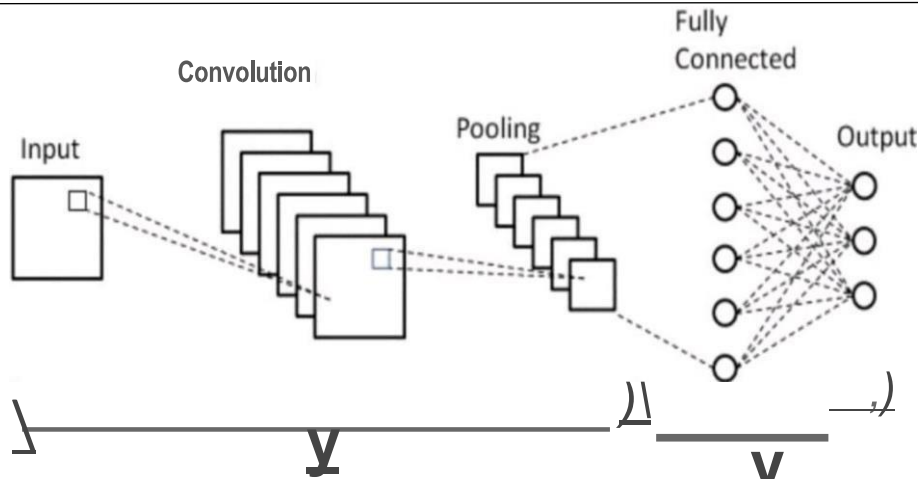 Fully
Connected
Convolution
Pooling
Input
Output
)\
,)
\
y
y